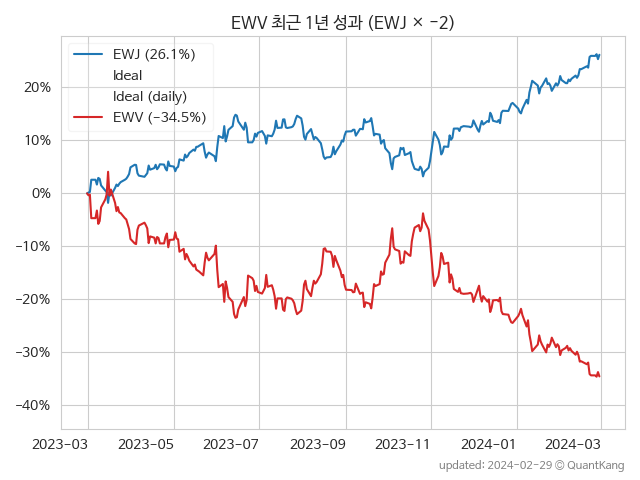 EWV 최근 1년 성과 (EWJ × −2)
EWJ (26.1%)
Ideal
Ideal (daily)
EWV (−34.5%)
20%
10%
0%
−10%
−20%
−30%
−40%
2023−03
2023−05
2023−07
2023−09
2023−11
2024−01
2024−03
updated: 2024−02−29 © QuantKang